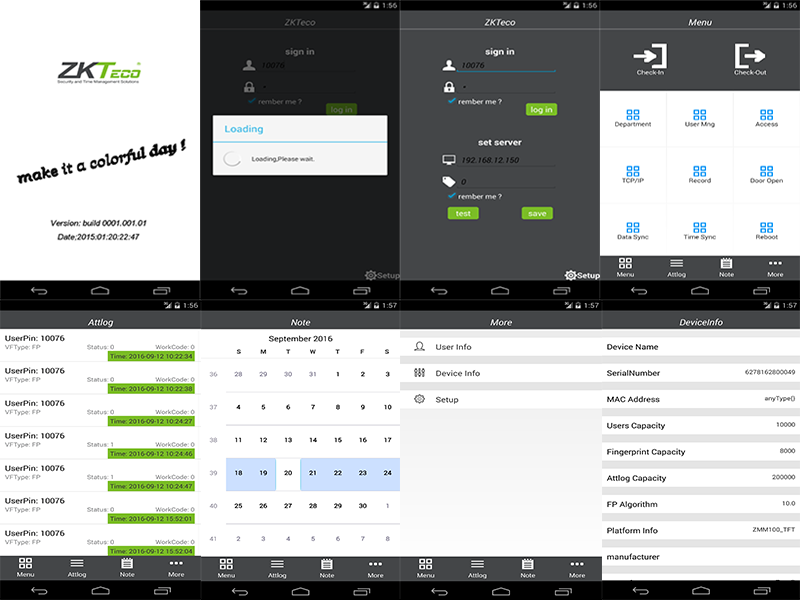 ZKTeco
Security and Time Management Solutions
make it a colorful day !
Version: build 0001.001.01
Date:2015:01:20:22:47
1:56
ZKTeco
sign in
10076
rember me ?
log in
Loading
Loading,Please wait.
Setup
1:56
ZKTeco
sign in
10076
rember me ?
log in
set server
192.168.12.150
0
rember me ?
test
save
Setup
1:56
Menu
Check-In
Check-Out
Department
User Mng
Access
TCP/IP
Record
Door Open
Data Sync
Time Sync
Reboot
Menu
Attlog
Note
More
1:56
Attlog
UserPin: 10076
VFType: FP Status: 0 WorkCode: 0
Time: 2016-09-12 10:22:34
UserPin: 10076
VFType: FP Status: 0 WorkCode: 0
Time: 2016-09-12 10:22:38
UserPin: 10076
VFType: FP Status: 0 WorkCode: 0
Time: 2016-09-12 10:24:27
UserPin: 10076
VFType: FP Status: 1 WorkCode: 0
Time: 2016-09-12 10:24:46
UserPin: 10076
VFType: FP Status: 1 WorkCode: 0
Time: 2016-09-12 10:24:47
UserPin: 10076
VFType: FP Status: 0 WorkCode: 0
Time: 2016-09-12 15:52:01
UserPin: 10076
VFType: FP Status: 0 WorkCode: 0
Time: 2016-09-12 15:52:04
Menu
Attlog
Note
More
1:57
Note
September 2016
S M T W T F S
36 28 29 30 31 1 2 3
37 4 5 6 7 8 9 10
38 11 12 13 14 15 16 17
39 18 19 20 21 22 23 24
40 25 26 27 28 29 30 1
41 2 3 4 5 6 7 8
Menu
Attlog
Note
More
1:57
More
User Info
Device Info
Setup
Menu
Attlog
Note
More
1:57
DeviceInfo
Device Name
SerialNumber 6278162800049
MAC Address anyType{}
Users Capacity 10000
Fingerprint Capacity 8000
Attlog Capacity 200000
FP Algorithm 10.0
Platform Info ZMM100_TFT
manufacturer